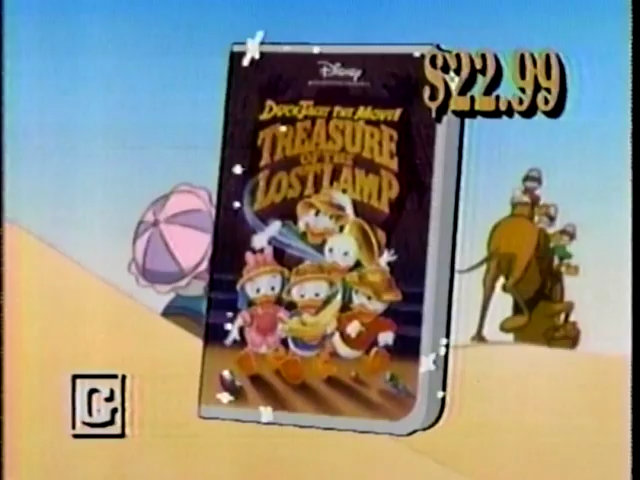 $22.99
Disney
DUCKTALES THE MOVIE
TREASURE
OF THE
LOST LAMP
G